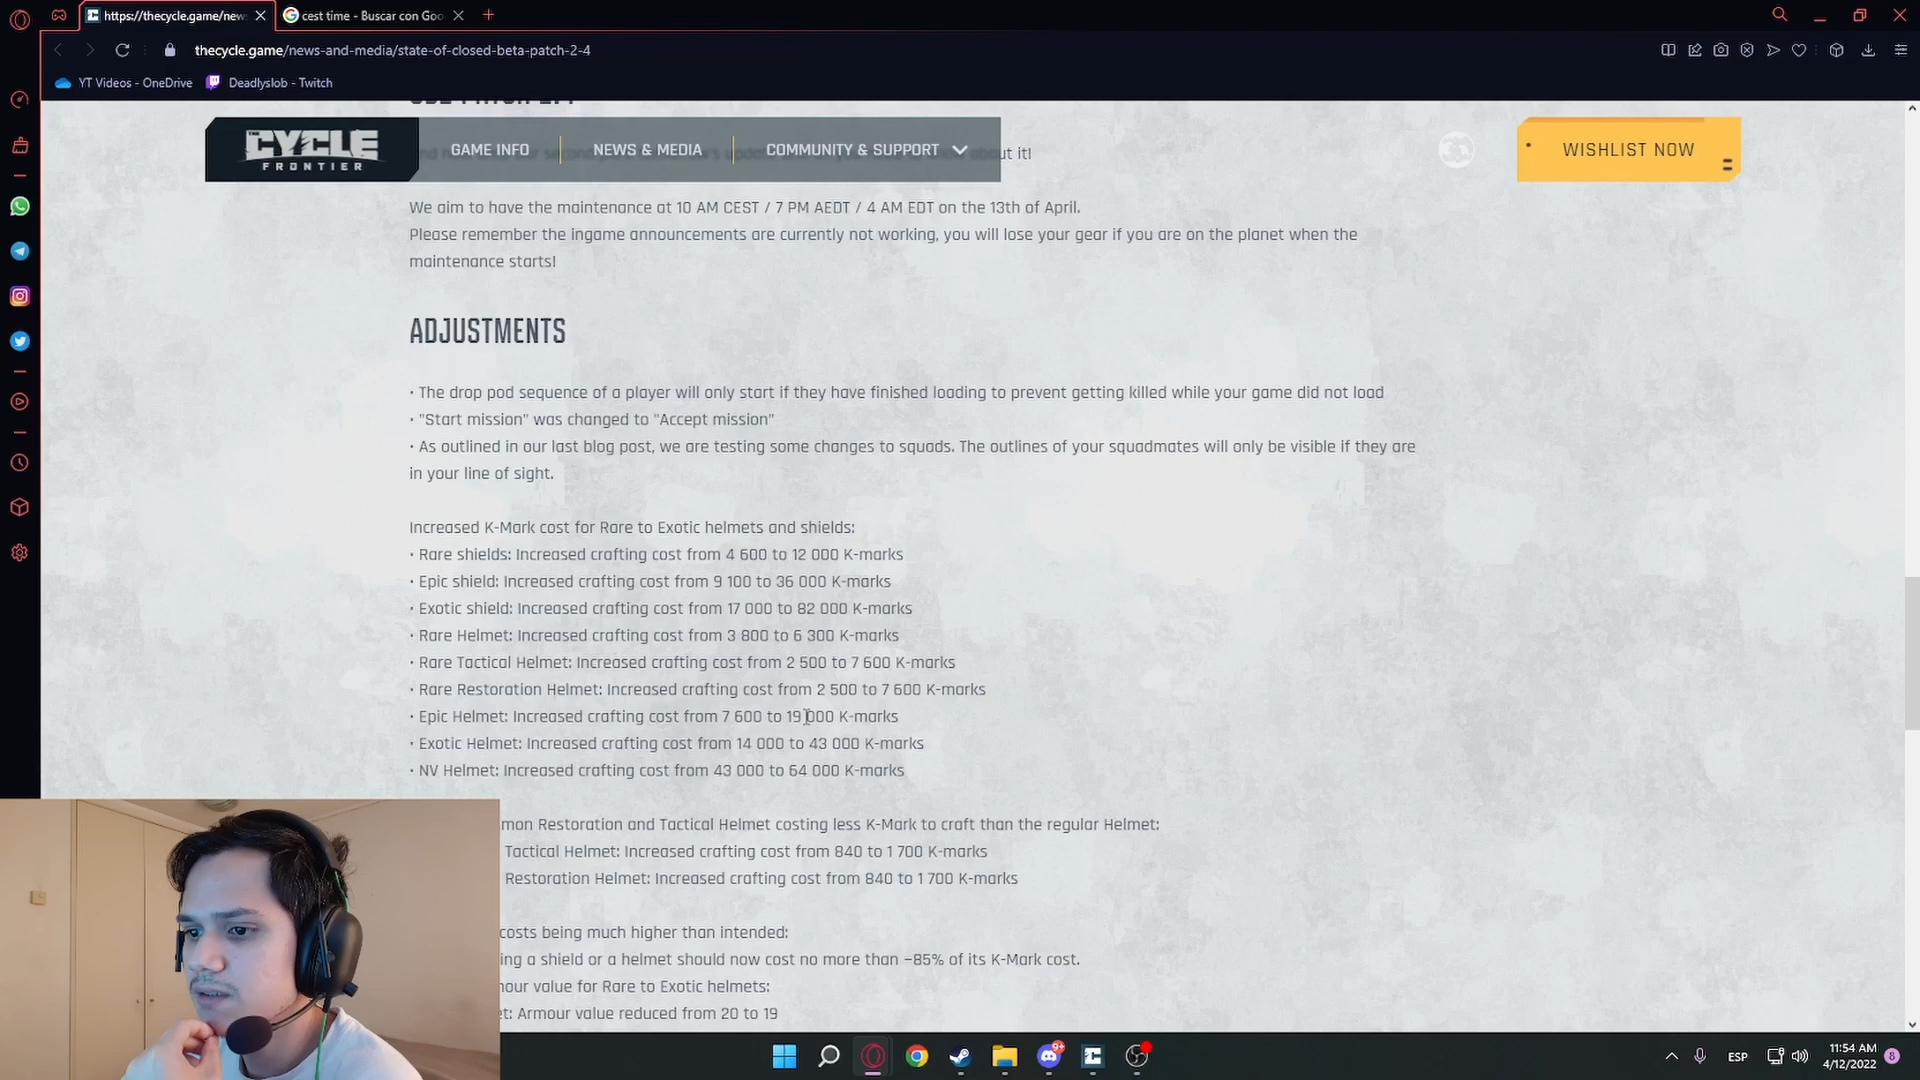 https://thecycle.game/new
cest time - Buscar con Goo
thecycle.game/news-and-media/state-of-closed-beta-patch-2-4
YT Videos - OneDrive
Deadlyslob - Twitch
THE CYCLE FRONTIER
GAME INFO
NEWS & MEDIA
COMMUNITY & SUPPORT
about it!
WISHLIST NOW
We aim to have the maintenance at 10 AM CEST / 7 PM AEDT / 4 AM EDT on the 13th of April.
Please remember the ingame announcements are currently not working, you will lose your gear if you are on the planet when the
maintenance starts!
ADJUSTMENTS
• The drop pod sequence of a player will only start if they have finished loading to prevent getting killed while your game did not load
• "Start mission" was changed to "Accept mission"
• As outlined in our last blog post, we are testing some changes to squads. The outlines of your squadmates will only be visible if they are
in your line of sight.
Increased K-Mark cost for Rare to Exotic helmets and shields:
• Rare shields: Increased crafting cost from 4 600 to 12 000 K-marks
• Epic shield: Increased crafting cost from 9 100 to 36 000 K-marks
• Exotic shield: Increased crafting cost from 17 000 to 82 000 K-marks
• Rare Helmet: Increased crafting cost from 3 800 to 6 300 K-marks
• Rare Tactical Helmet: Increased crafting cost from 2 500 to 7 600 K-marks
• Rare Restoration Helmet: Increased crafting cost from 2 500 to 7 600 K-marks
• Epic Helmet: Increased crafting cost from 7 600 to 19 000 K-marks
• Exotic Helmet: Increased crafting cost from 14 000 to 43 000 K-marks
• NV Helmet: Increased crafting cost from 43 000 to 64 000 K-marks
mon Restoration and Tactical Helmet costing less K-Mark to craft than the regular Helmet:
Tactical Helmet: Increased crafting cost from 840 to 1 700 K-marks
Restoration Helmet: Increased crafting cost from 840 to 1 700 K-marks
costs being much higher than intended:
ing a shield or a helmet should now cost no more than ~85% of its K-Mark cost.
mour value for Rare to Exotic helmets:
et: Armour value reduced from 20 to 19
9+
ESP
11:54 AM
4/12/2022
8